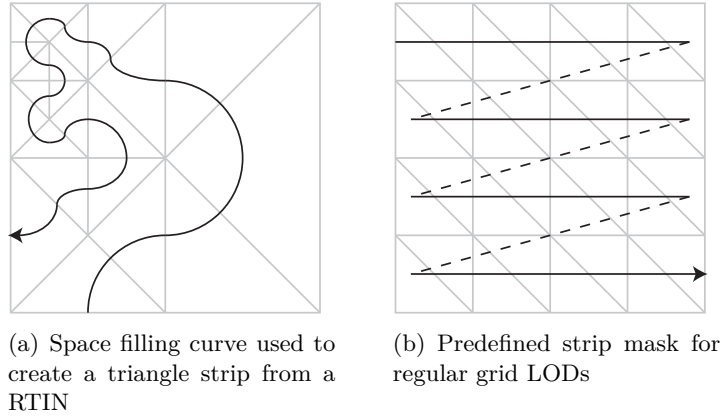 (a) Space filling curve used to
create a triangle strip from a
RTIN
(b) Predefined strip mask for
regular grid LODs